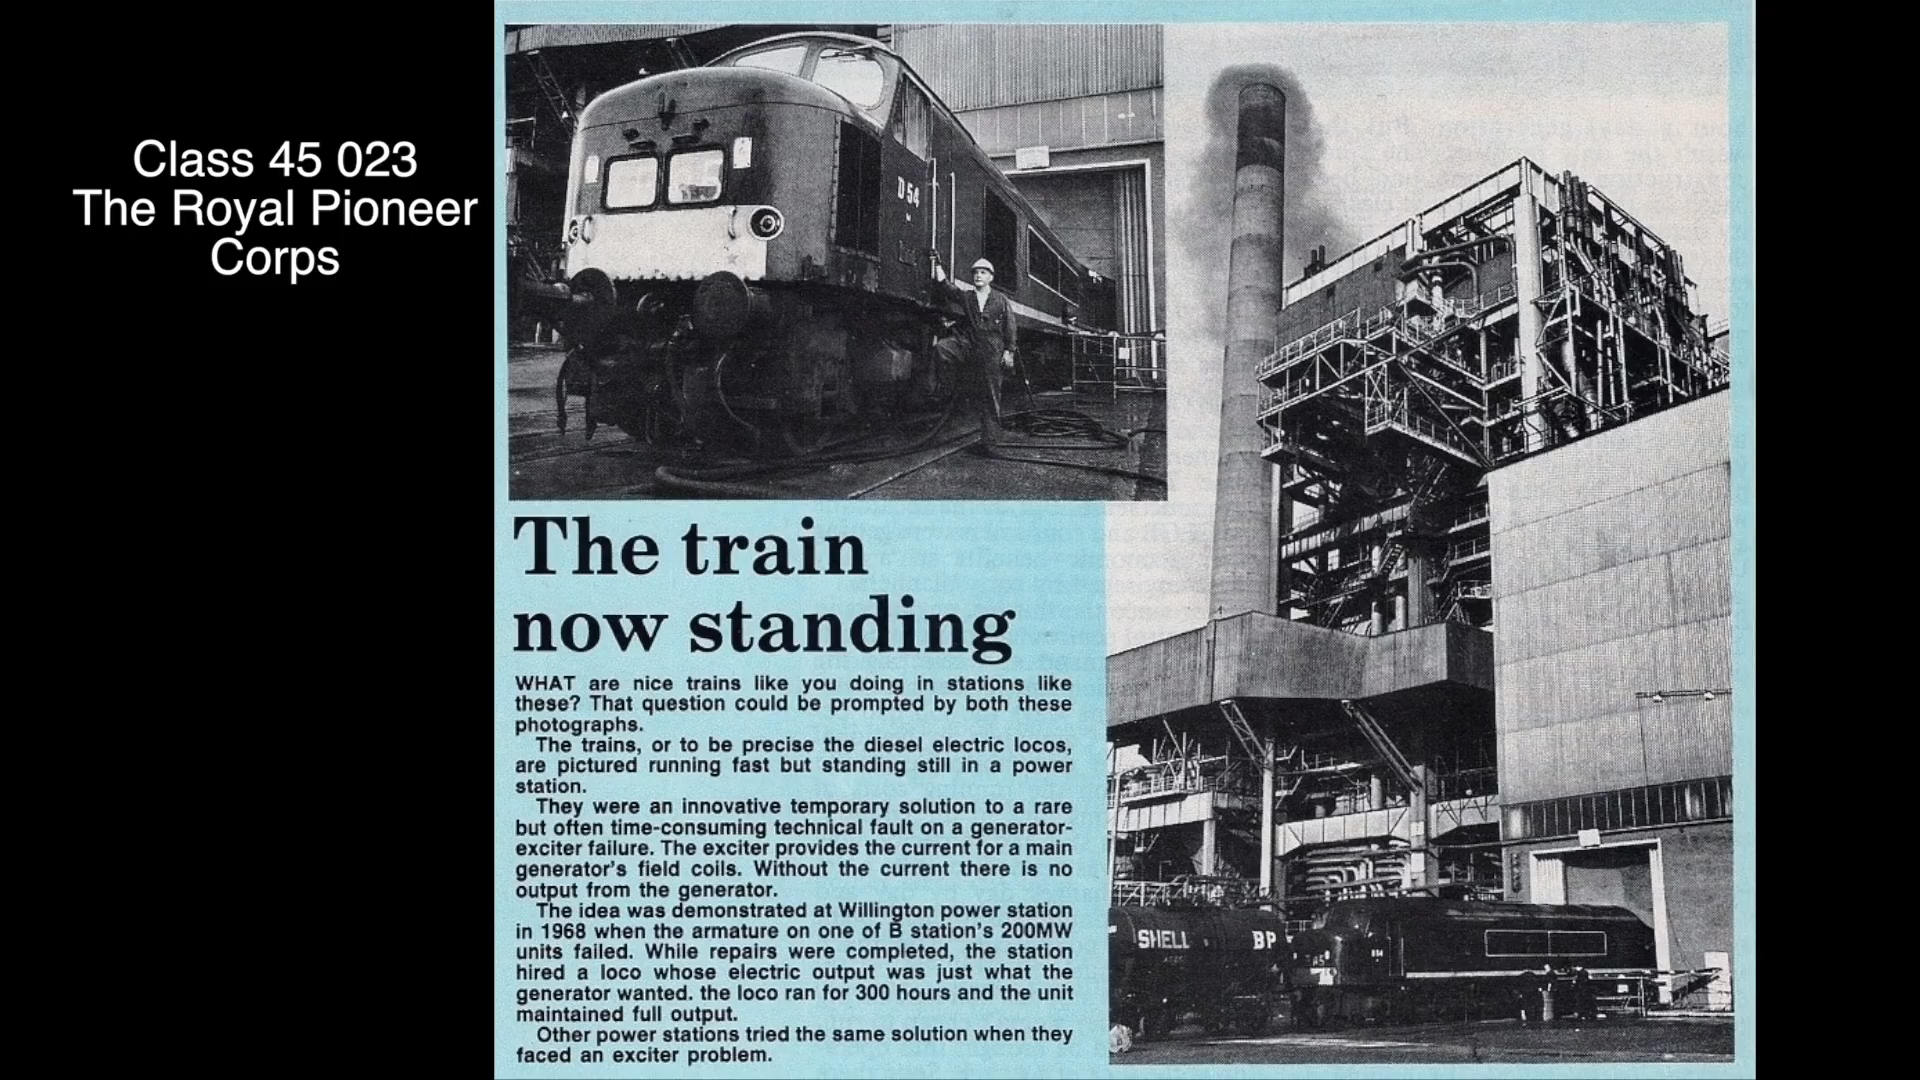 Class 45 023
The Royal Pioneer
Corps
D54
The train
now standing
WHAT are nice trains like you doing in stations like
these? That question could be prompted by both these
photographs.
The trains, or to be precise the diesel electric locos,
are pictured running fast but standing still in a power
station.
They were an innovative temporary solution to a rare
but often time-consuming technical fault on a generator-
exciter failure. The exciter provides the current for a main
generator's field coils. Without the current there is no
output from the generator.
The idea was demonstrated at Willington power station
in 1968 when the armature on one of B station's 200MW
units failed. While repairs were completed, the station
hired a loco whose electric output was just what the
generator wanted. the loco ran for 300 hours and the unit
maintained full output.
Other power stations tried the same solution when they
faced an exciter problem.
SHELL BP